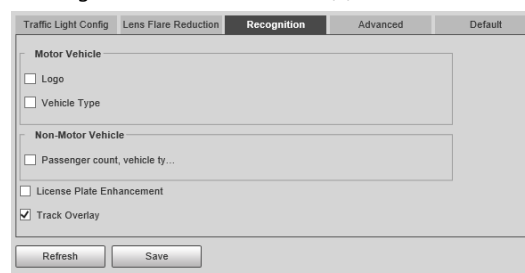 Traffic Light Config Lens Flare Reduction Recognition Advanced Default
Motor Vehicle
Logo
Vehicle Type
Non-Motor Vehicle
Passenger count, vehicle ty...
License Plate Enhancement
Track Overlay
Refresh Save